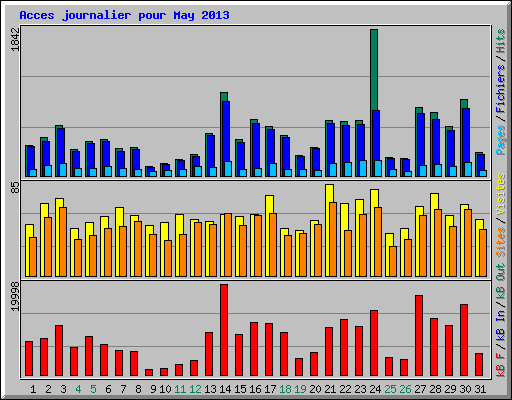 Acces journalier pour May 2013
1842
Pages / Fichiers / Hits
85
Sites / Visites
19998
kB F / kB In / kB Out
1 2 3 4 5 6 7 8 9 10 11 12 13 14 15 16 17 18 19 20 21 22 23 24 25 26 27 28 29 30 31